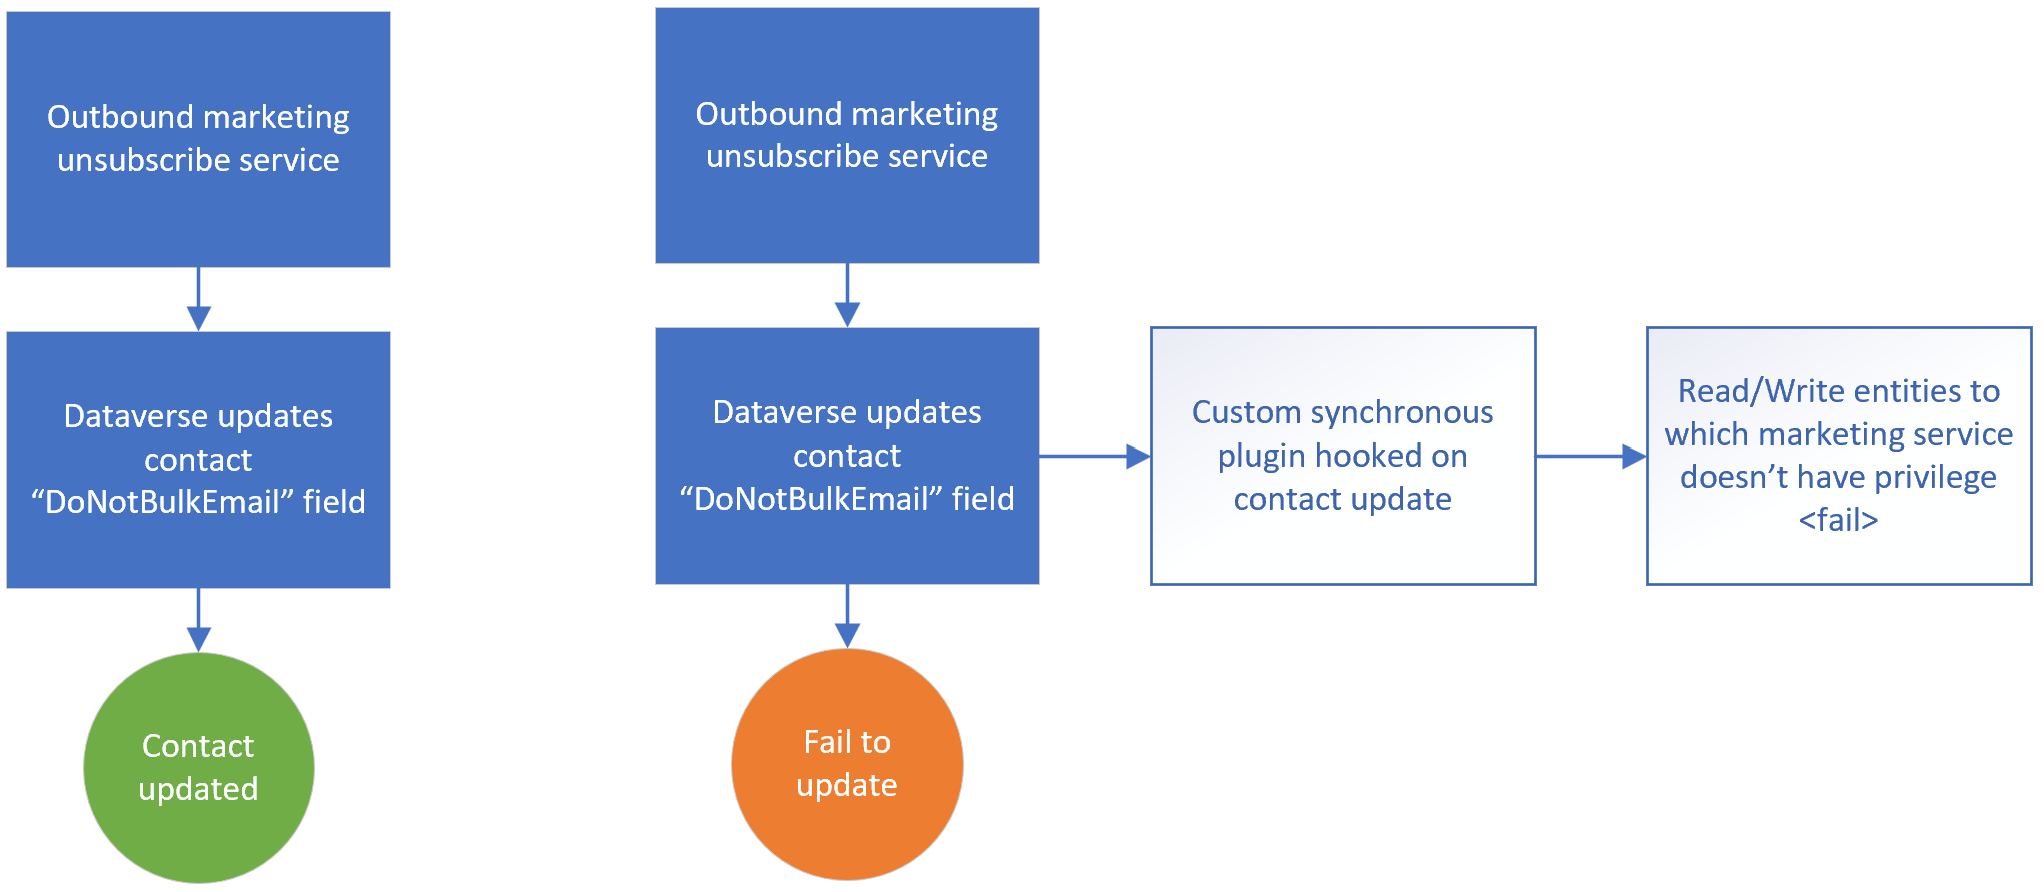 Outbound marketing
unsubscribe service
Dataverse updates
contact
“DoNotBulkEmail” field
Contact
updated
Outbound marketing
unsubscribe service
Dataverse updates
contact
“DoNotBulkEmail” field
Fail to
update
Custom synchronous
plugin hooked on
contact update
Read/Write entities to
which marketing service
doesn’t have privilege
<fail>